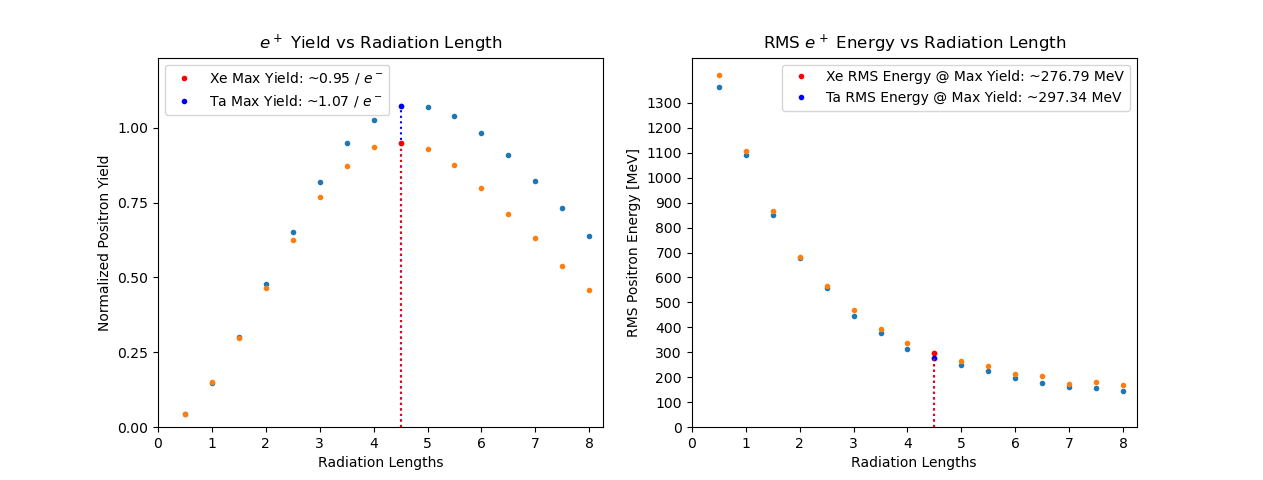 e⁺ Yield vs Radiation Length
Xe Max Yield: ~0.95 / e⁻
Ta Max Yield: ~1.07 / e⁻
Normalized Positron Yield
1.00
0.75
0.50
0.25
0.00
0 1 2 3 4 5 6 7 8
Radiation Lengths
RMS e⁺ Energy vs Radiation Length
Xe RMS Energy @ Max Yield: ~276.79 MeV
Ta RMS Energy @ Max Yield: ~297.34 MeV
RMS Positron Energy [MeV]
1300
1200
1100
1000
900
800
700
600
500
400
300
200
100
0
0 1 2 3 4 5 6 7 8
Radiation Lengths